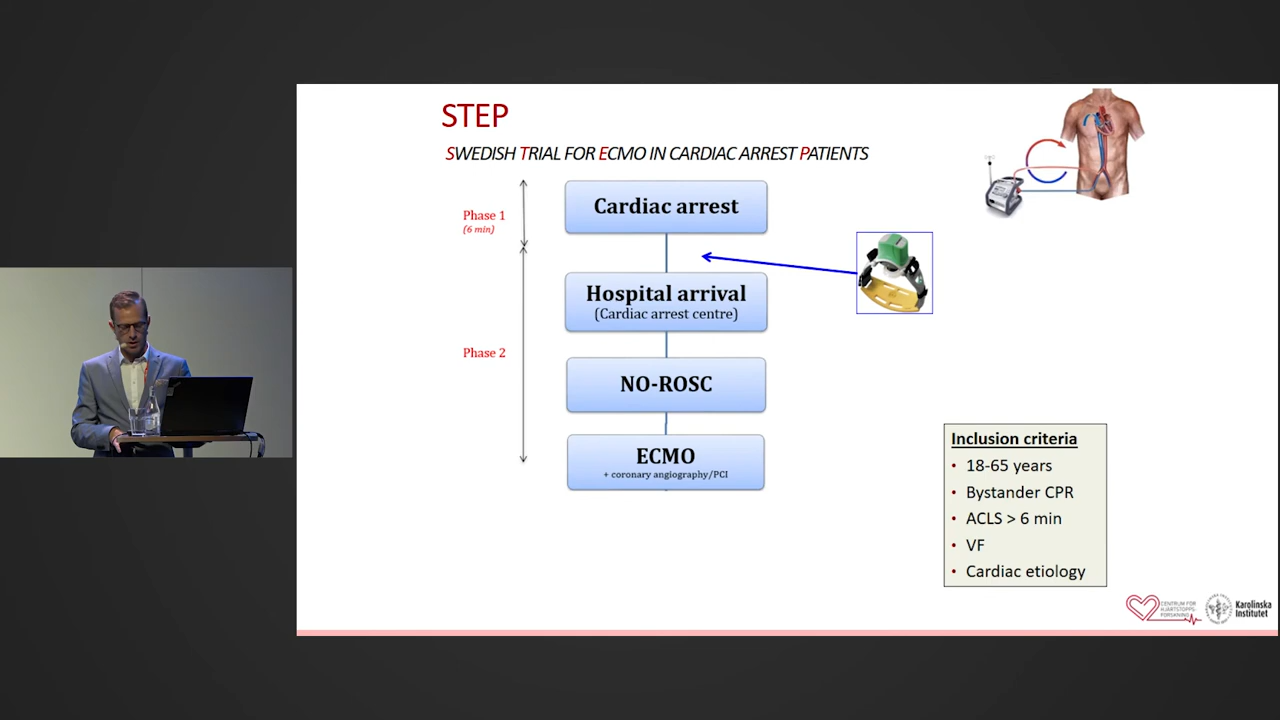 STEP
SWEDISH TRIAL FOR ECMO IN CARDIAC ARREST PATIENTS
Phase 1
(6 min)
Cardiac arrest
Hospital arrival
(Cardiac arrest centre)
Phase 2
NO-ROSC
ECMO
+ coronary angiography/PCI
Inclusion criteria
• 18-65 years
• Bystander CPR
• ACLS > 6 min
• VF
• Cardiac etiology
CENTRUM FÖR
HJÄRTSTOPPS-
FORSKNING
Karolinska
Institutet